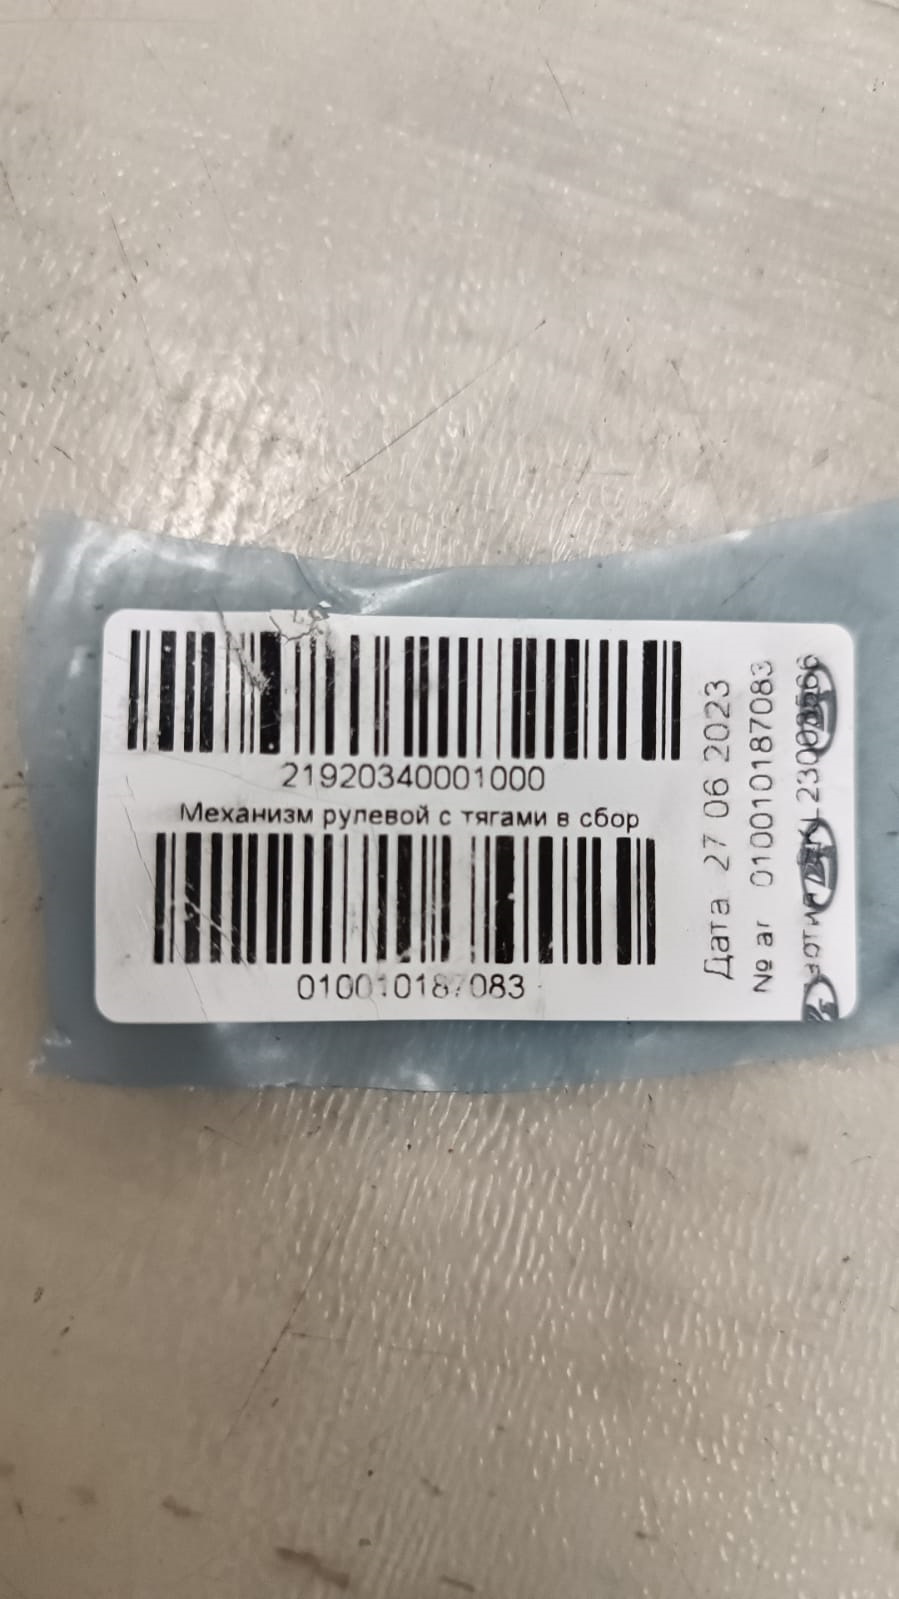 21920340001000
Механизм рулевой с тягами в сбор
010010187083
Дата 27 06 2023
№ аг 010010187083